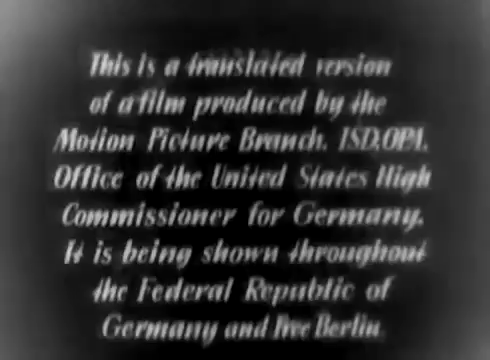 This is a translated version
of a film produced by the
Motion Picture Branch, ISD,OPA,
Office of the United States High
Commissioner for Germany.
It is being shown throughout
the Federal Republic of
Germany and Free Berlin